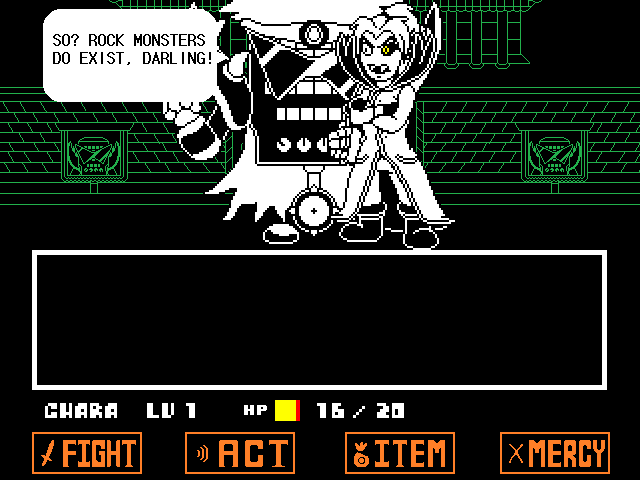 SO? ROCK MONSTERS
DO EXIST, DARLING!
CHARA LV 1 HP 16 / 20
FIGHT ACT ITEM MERCY